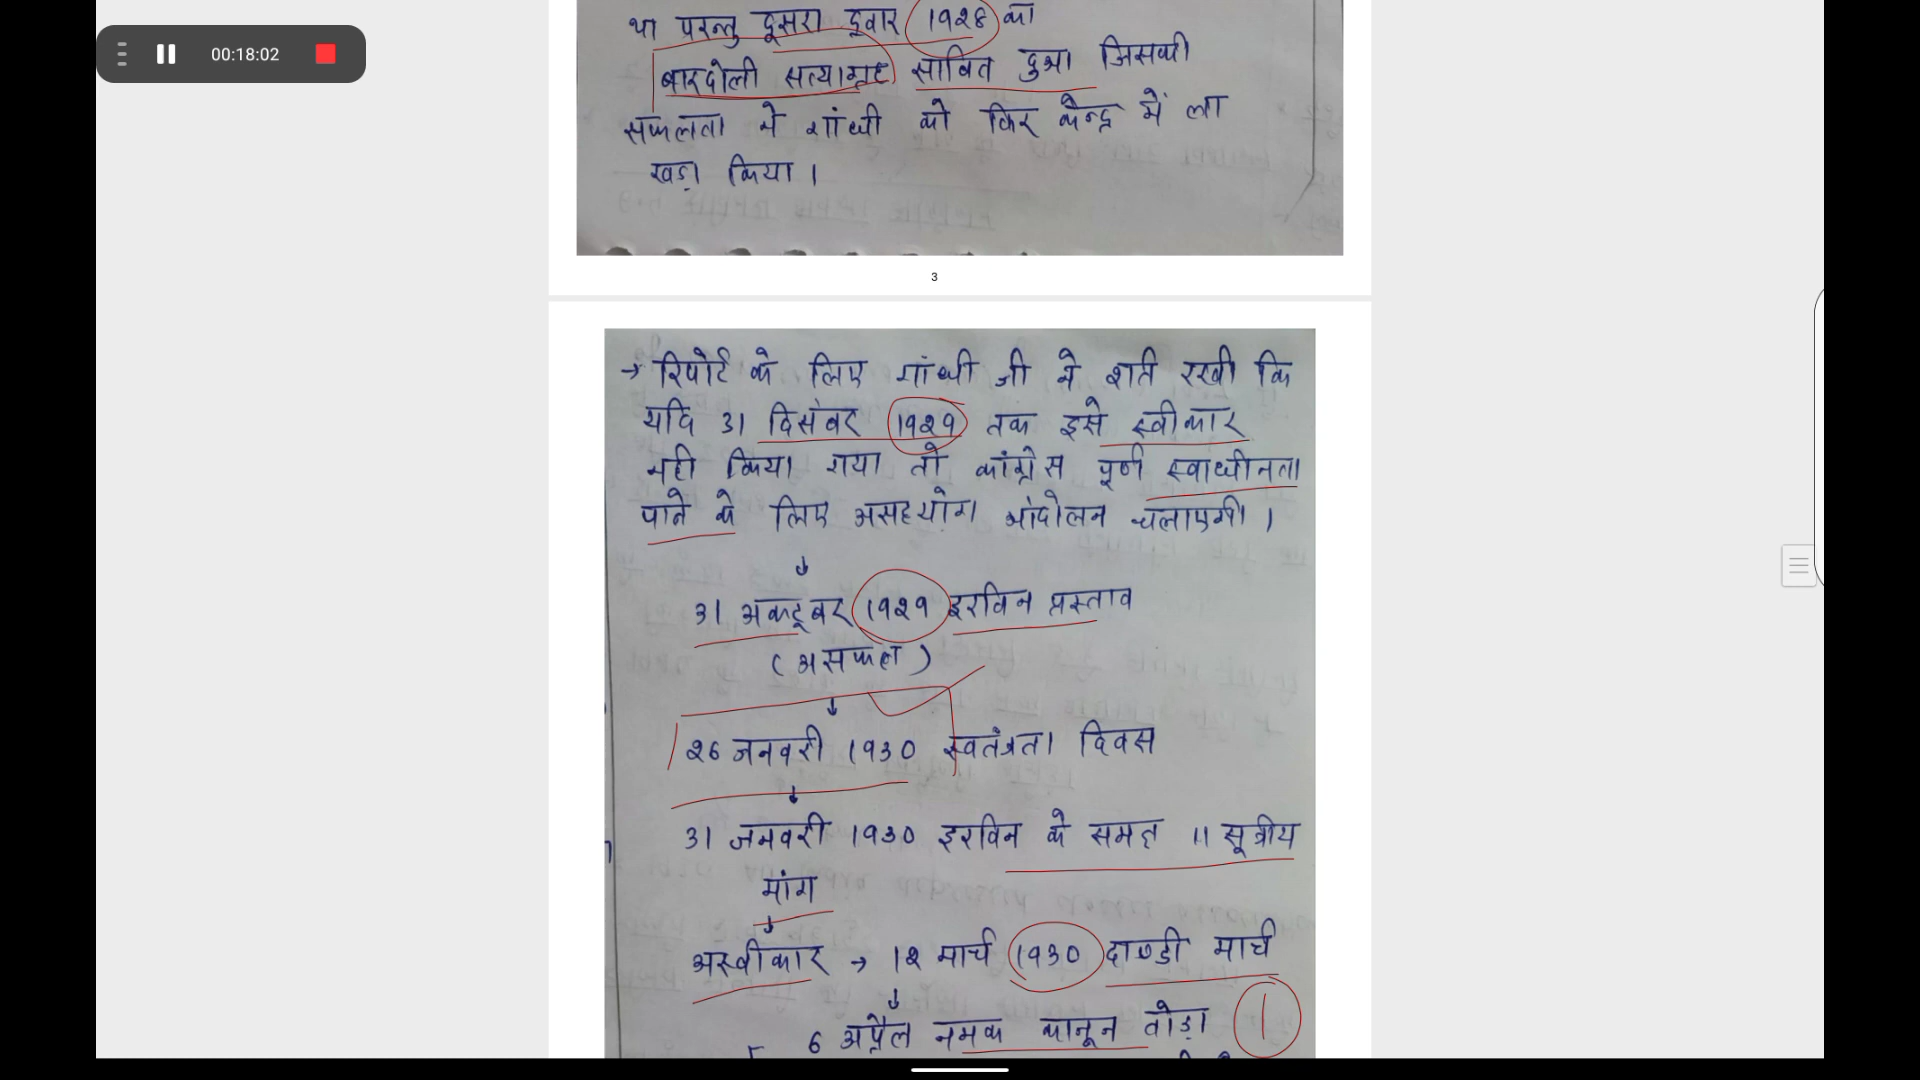 00:18:02
था परन्तु दूसरा द्वार 1928 का
बारदोली सत्याग्रह साबित हुआ जिसकी
सफलता ने गांधी को फिर केन्द्र में ला
खड़ा किया।
3
→ रिपोर्ट के लिए गांधी जी ने शर्त रखी कि
यदि 31 दिसंबर 1929 तक इसे स्वीकार
नही किया गया तो कांग्रेस पूर्ण स्वाधीनता
पाने के लिए असहयोग आंदोलन चलाएगी।
↓
31 अक्टूबर 1929 इरविन प्रस्ताव
(असफल)
↓
26 जनवरी 1930 स्वतंत्रता दिवस
↓
31 जनवरी 1930 इरविन के समक्ष 11 सूत्रीय
मांग
↓
अस्वीकार → 12 मार्च 1930 दाण्डी मार्च
↓
6 अप्रैल नमक कानून तोड़ा 1